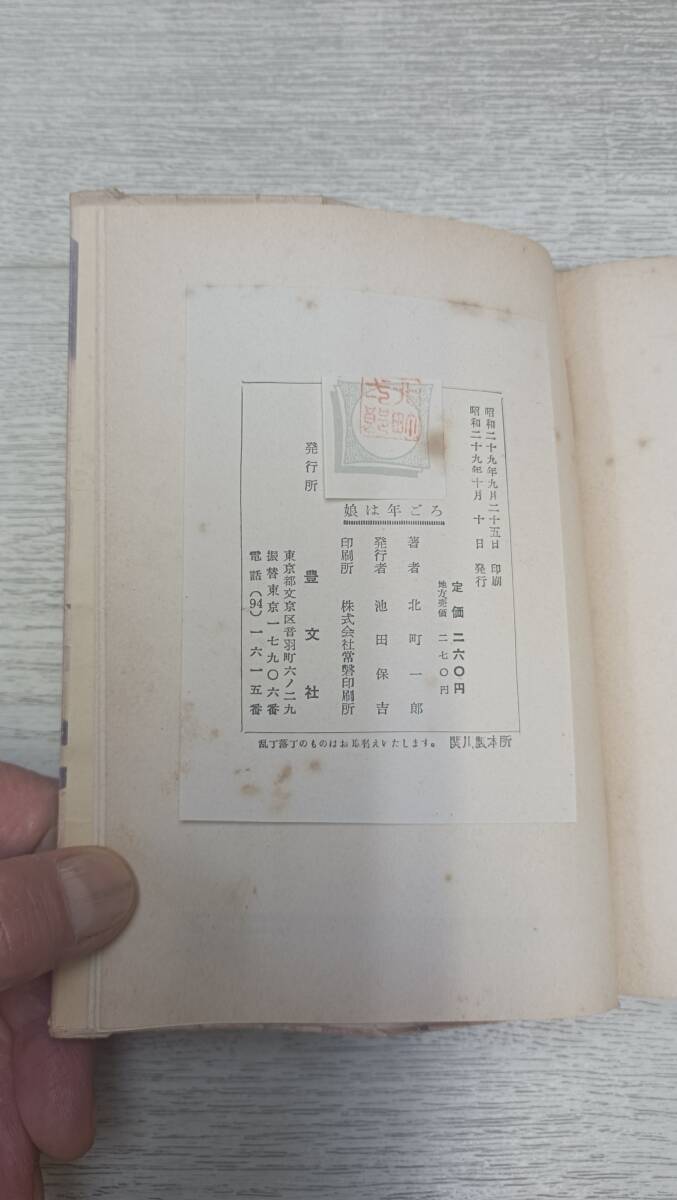 昭和二十九年九月二十五日 印刷
昭和二十九年十月 十日 発行
定価 二六〇円
地方売価 二七〇円
娘は年ごろ
著者 北町一郎
発行者 池田保吉
印刷所 株式会社常磐印刷所
発行所 豊文社
東京都文京区音羽町六ノ二九
振替東京一七九〇六番
電話(94)一六一五番
乱丁落丁のものはお取替えいたします。 関川製本所